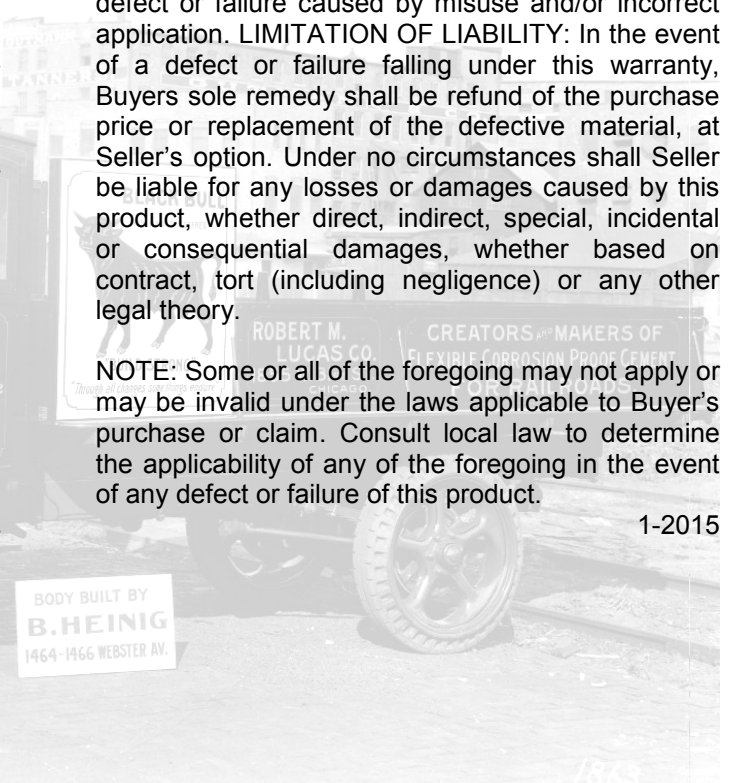 defect or failure caused by misuse and/or incorrect
application. LIMITATION OF LIABILITY: In the event
of a defect or failure falling under this warranty,
Buyers sole remedy shall be refund of the purchase
price or replacement of the defective material, at
Seller's option. Under no circumstances shall Seller
be liable for any losses or damages caused by this
product, whether direct, indirect, special, incidental
or consequential damages, whether based on
contract, tort (including negligence) or any other
legal theory.
NOTE: Some or all of the foregoing may not apply or
may be invalid under the laws applicable to Buyer's
purchase or claim. Consult local law to determine
the applicability of any of the foregoing in the event
of any defect or failure of this product.
1-2015
TANNER
BLACK BULL
ROBERT M.
LUCAS CO.
CHICAGO
CREATORS AND MAKERS OF
FLEXIBLE CORROSION PROOF CEMENT
FOR RAILROADS
BODY BUILT BY
B. HEINIG
1464-1466 WEBSTER AV.